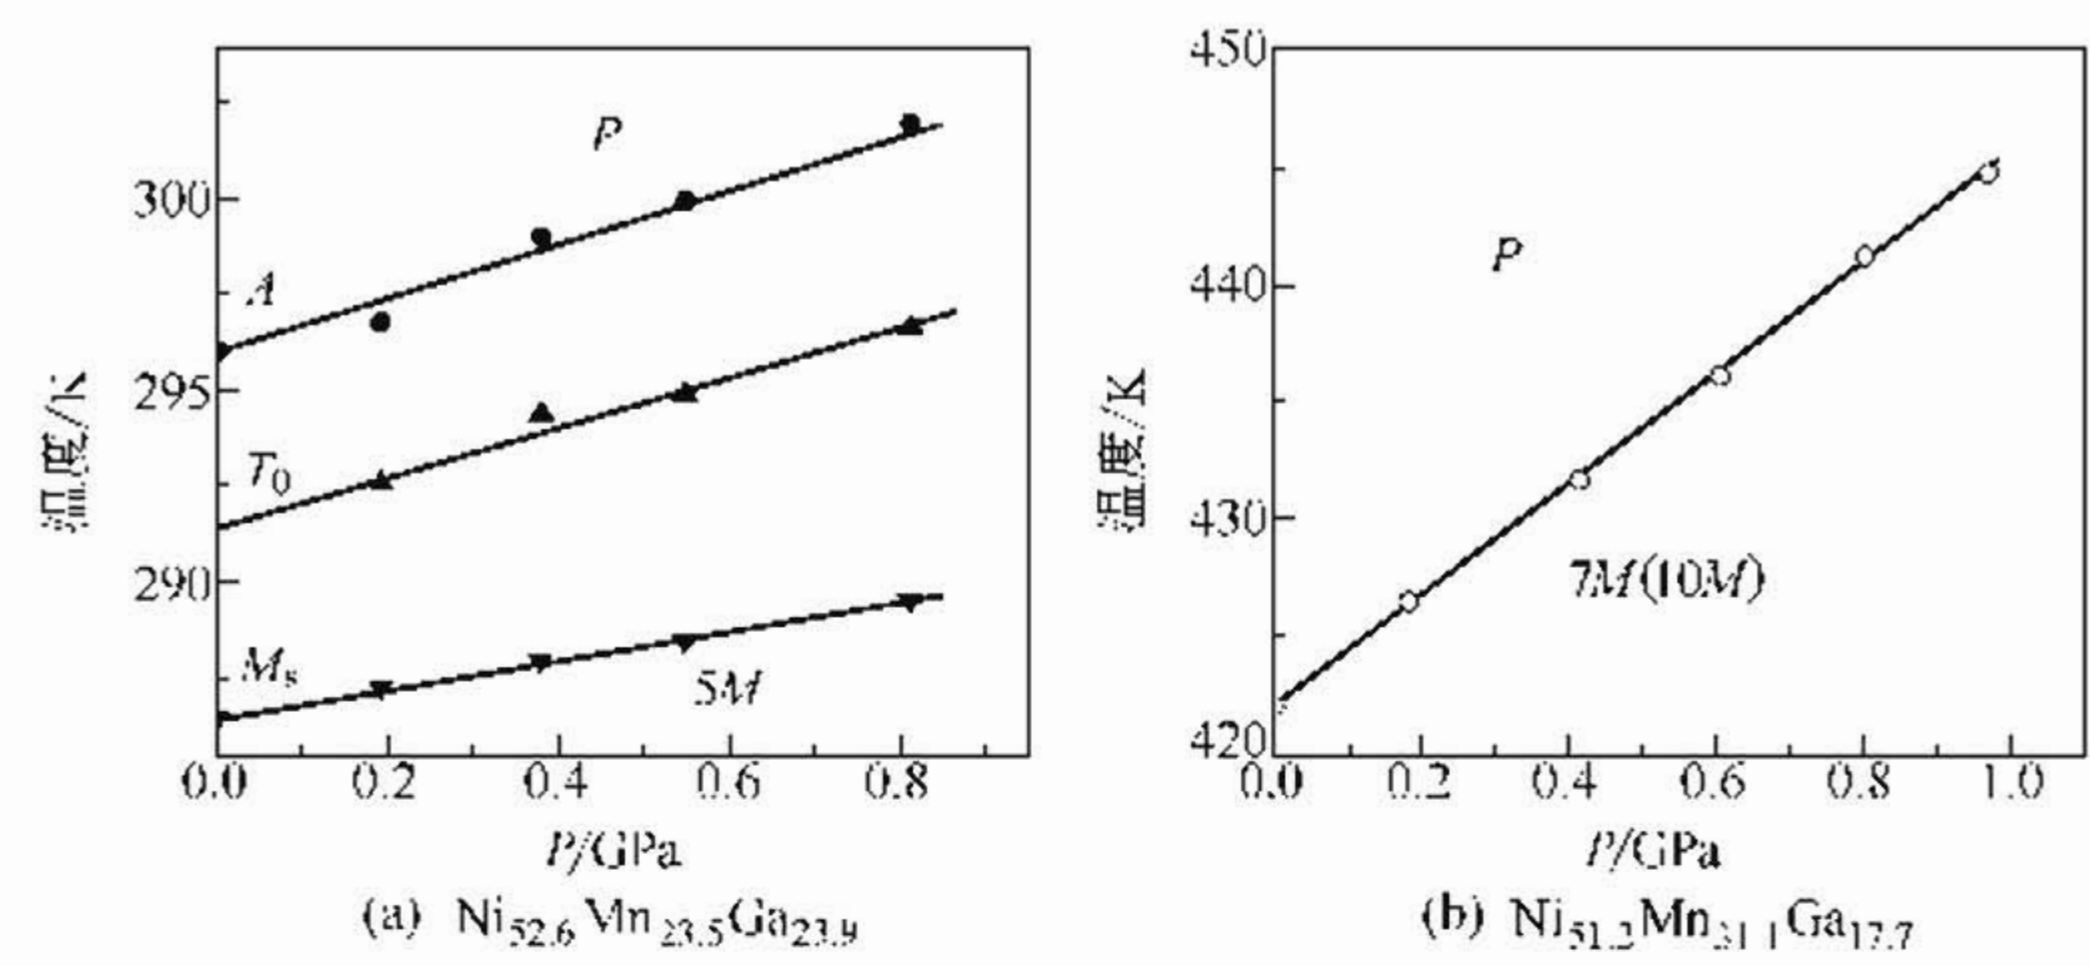 P
300
A
295
T0
290
Ms
5M
0.0 0.2 0.4 0.6 0.8
温度/K
P/GPa
(a) Ni52.6Mn23.5Ga23.9
450
P
440
430
7M(10M)
420
0.0 0.2 0.4 0.6 0.8 1.0
温度/K
P/GPa
(b) Ni51.2Mn31.1Ga17.7